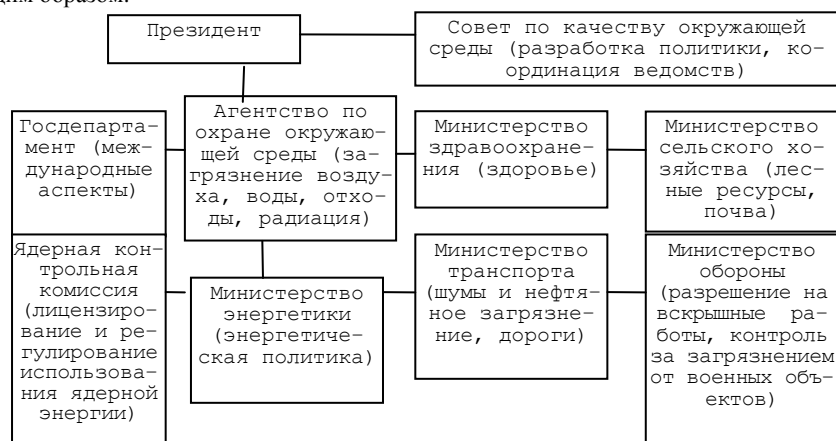 щим образом:
Президент
Совет по качеству окружающей
среды (разработка политики, ко-
ординация ведомств)
Госдепарта-
мент (меж-
дународные
аспекты)
Агентство по
охране окружаю-
щей среды (за-
грязнение возду-
ха, воды, отхо-
ды, радиация)
Министерство
здравоохране-
ния (здоровье)
Министерство
сельского хо-
зяйства (лес-
ные ресурсы,
почва)
Ядерная кон-
трольная
комиссия
(лицензиро-
вание и ре-
гулирование
использова-
ния ядерной
энергии)
Министерство
энергетики
(энергетиче-
ская политика)
Министерство
транспорта
(шумы и нефтя-
ное загрязне-
ние, дороги)
Министерство
обороны
(разрешение на
вскрышные ра-
боты, контроль
за загрязнением
от военных объ-
ектов)